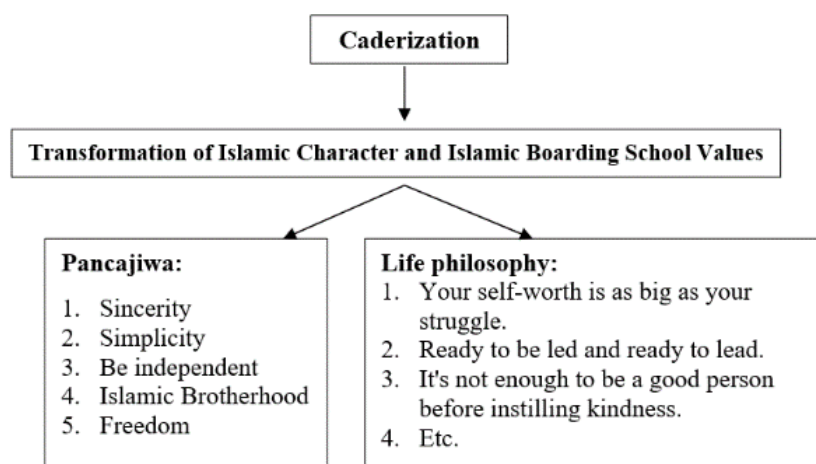 Caderization
Transformation of Islamic Character and Islamic Boarding School Values
Pancajiwa:
1. Sincerity
2. Simplicity
3. Be independent
4. Islamic Brotherhood
5. Freedom
Life philosophy:
1. Your self-worth is as big as your
struggle.
2. Ready to be led and ready to lead.
3. It's not enough to be a good person
before instilling kindness.
4. Etc.